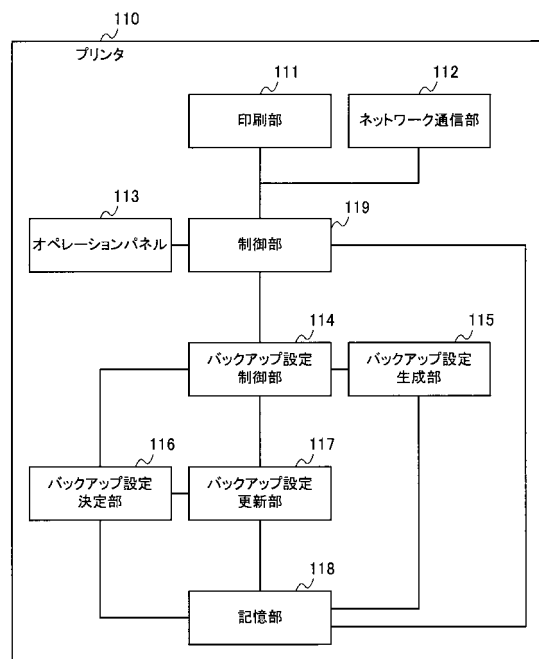 110
プリンタ
111
112
印刷部
ネットワーク通信部
113
119
オペレーションパネル
制御部
114
115
バックアップ設定
制御部
バックアップ設定
生成部
116
117
バックアップ設定
決定部
バックアップ設定
更新部
118
記憶部